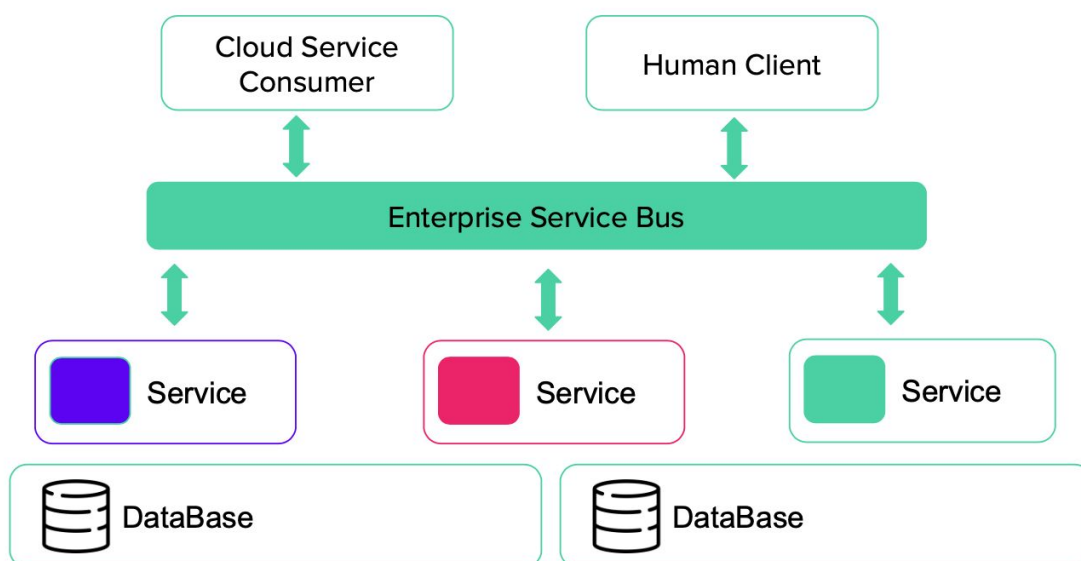 Cloud Service
Consumer
Human Client
Enterprise Service Bus
Service
Service
Service
DataBase
DataBase